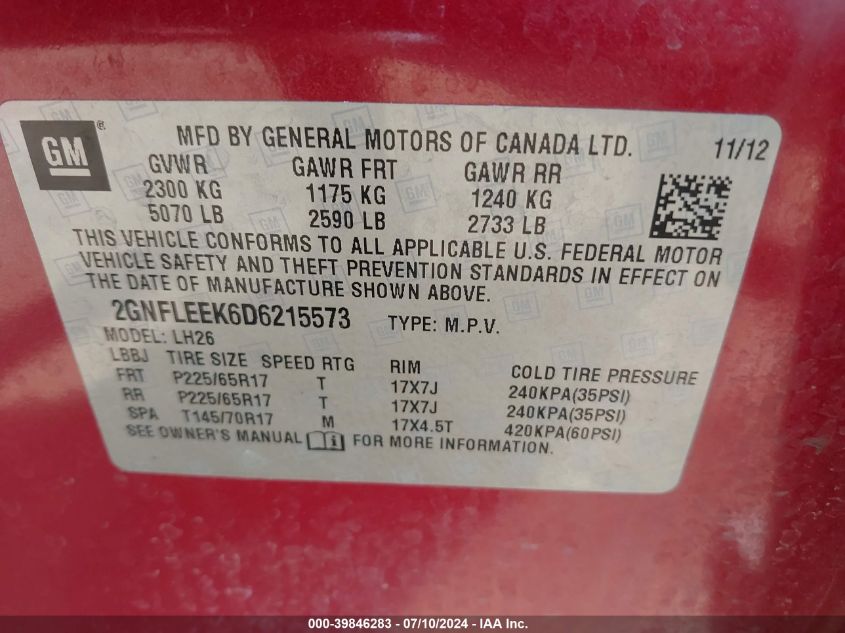 GM®
MFD BY GENERAL MOTORS OF CANADA LTD. 11/12
GVWR GAWR FRT GAWR RR
2300 KG 1175 KG 1240 KG
5070 LB 2590 LB 2733 LB
THIS VEHICLE CONFORMS TO ALL APPLICABLE U.S. FEDERAL MOTOR
VEHICLE SAFETY AND THEFT PREVENTION STANDARDS IN EFFECT ON
THE DATE OF MANUFACTURE SHOWN ABOVE.
2GNFLEEK6D6215573 TYPE: M.P.V.
MODEL: LH26
LBBJ TIRE SIZE SPEED RTG RIM COLD TIRE PRESSURE
FRT P225/65R17 T 17X7J 240KPA(35PSI)
RR P225/65R17 T 17X7J 240KPA(35PSI)
SPA T145/70R17 M 17X4.5T 420KPA(60PSI)
SEE OWNER'S MANUAL FOR MORE INFORMATION.
000-39846283 - 07/10/2024 - IAA Inc.